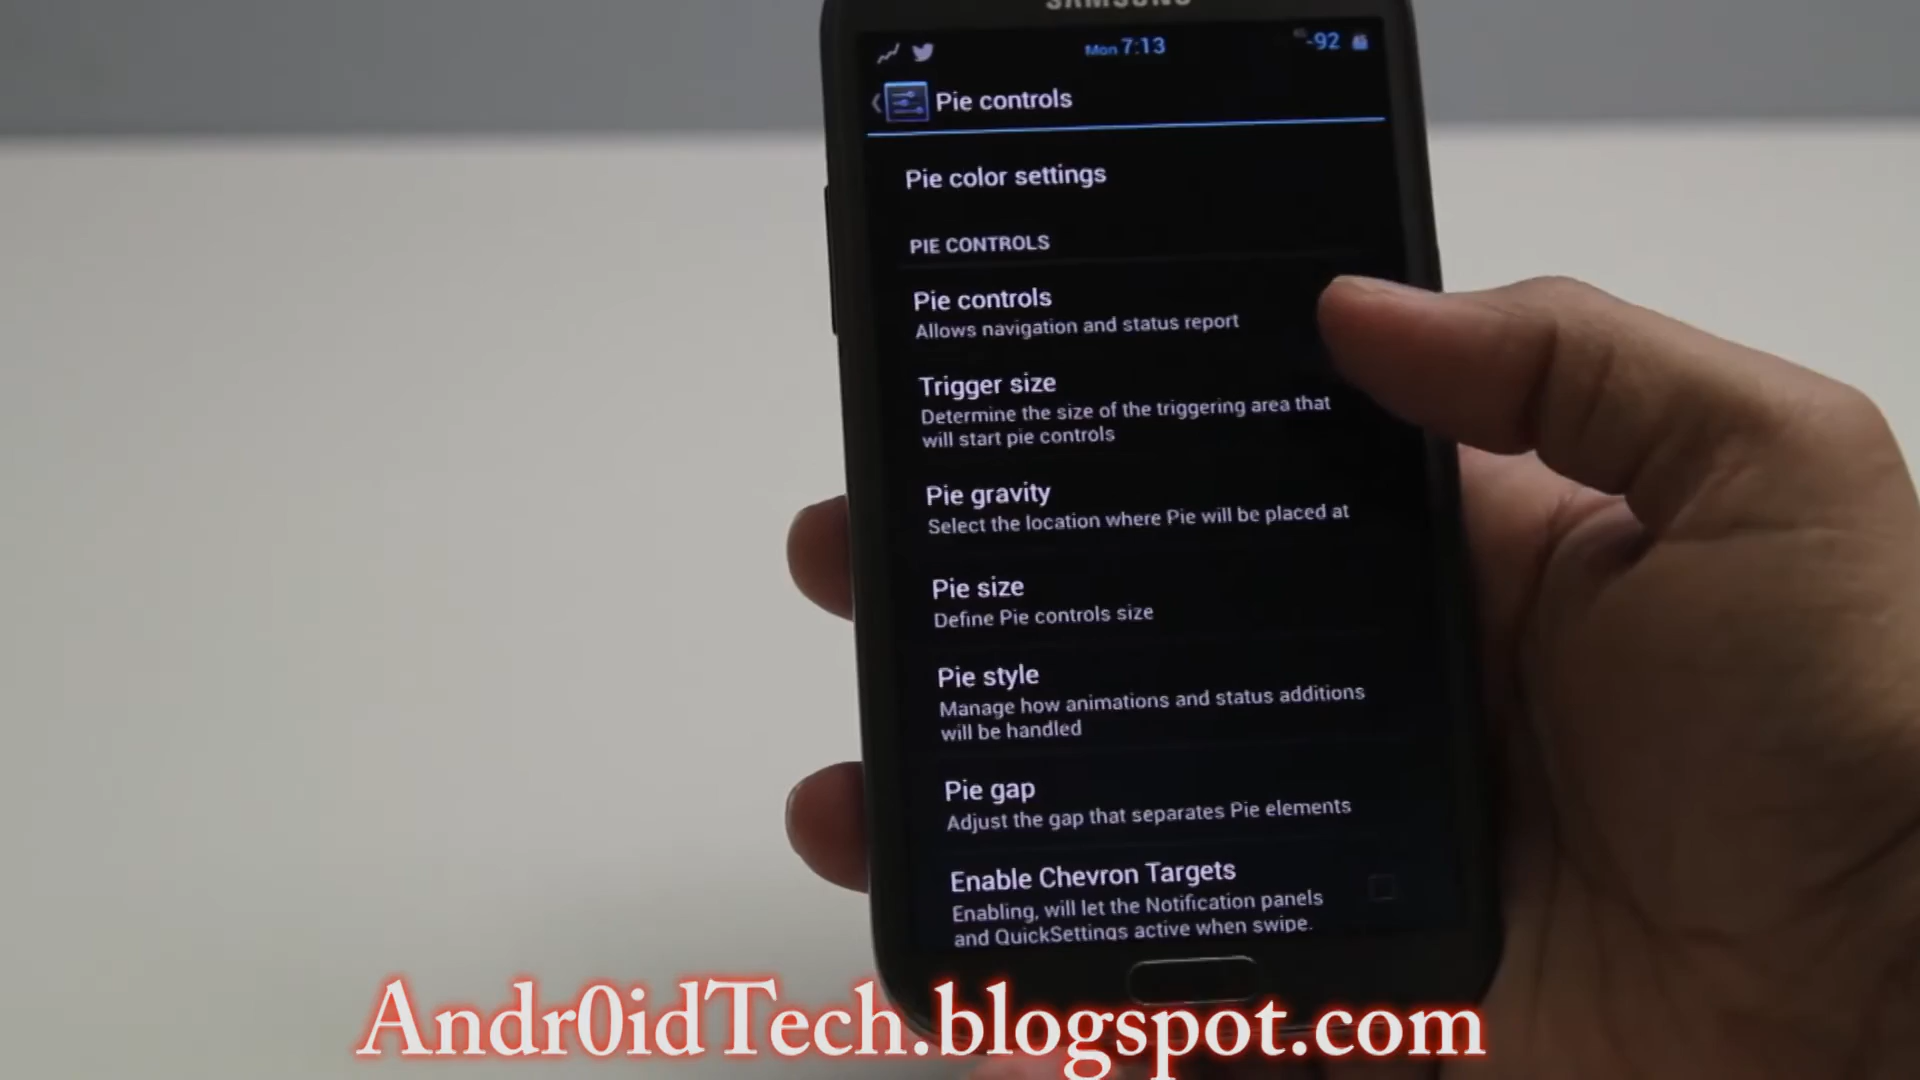 SAMSUNG
Mon 7:13
-92
Pie controls
Pie color settings
PIE CONTROLS
Pie controls
Allows navigation and status report
Trigger size
Determine the size of the triggering area that
will start pie controls
Pie gravity
Select the location where Pie will be placed at
Pie size
Define Pie controls size
Pie style
Manage how animations and status additions
will be handled
Pie gap
Adjust the gap that separates Pie elements
Enable Chevron Targets
Enabling, will let the Notification panels
and QuickSettings active when swipe.
Andr0idTech.blogspot.com